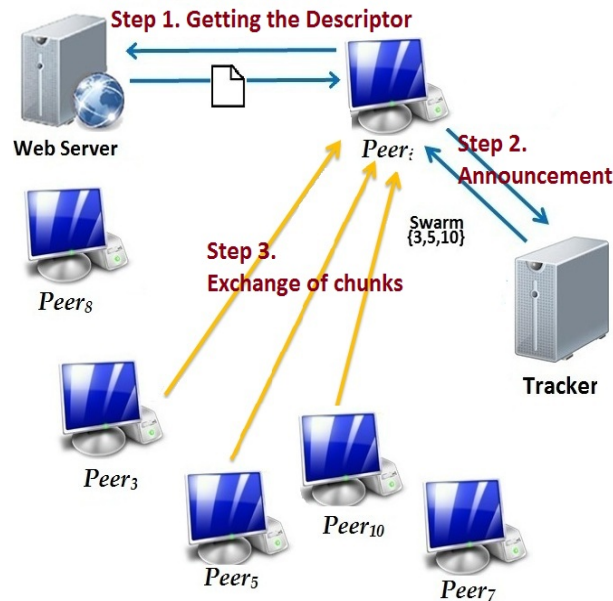 Step 1. Getting the Descriptor
Web Server
Peerᵢ
Step 2.
Announcement
Swarm
{3,5,10}
Step 3.
Exchange of chunks
Peer₈
Tracker
Peer₃
Peer₁₀
Peer₅
Peer₇